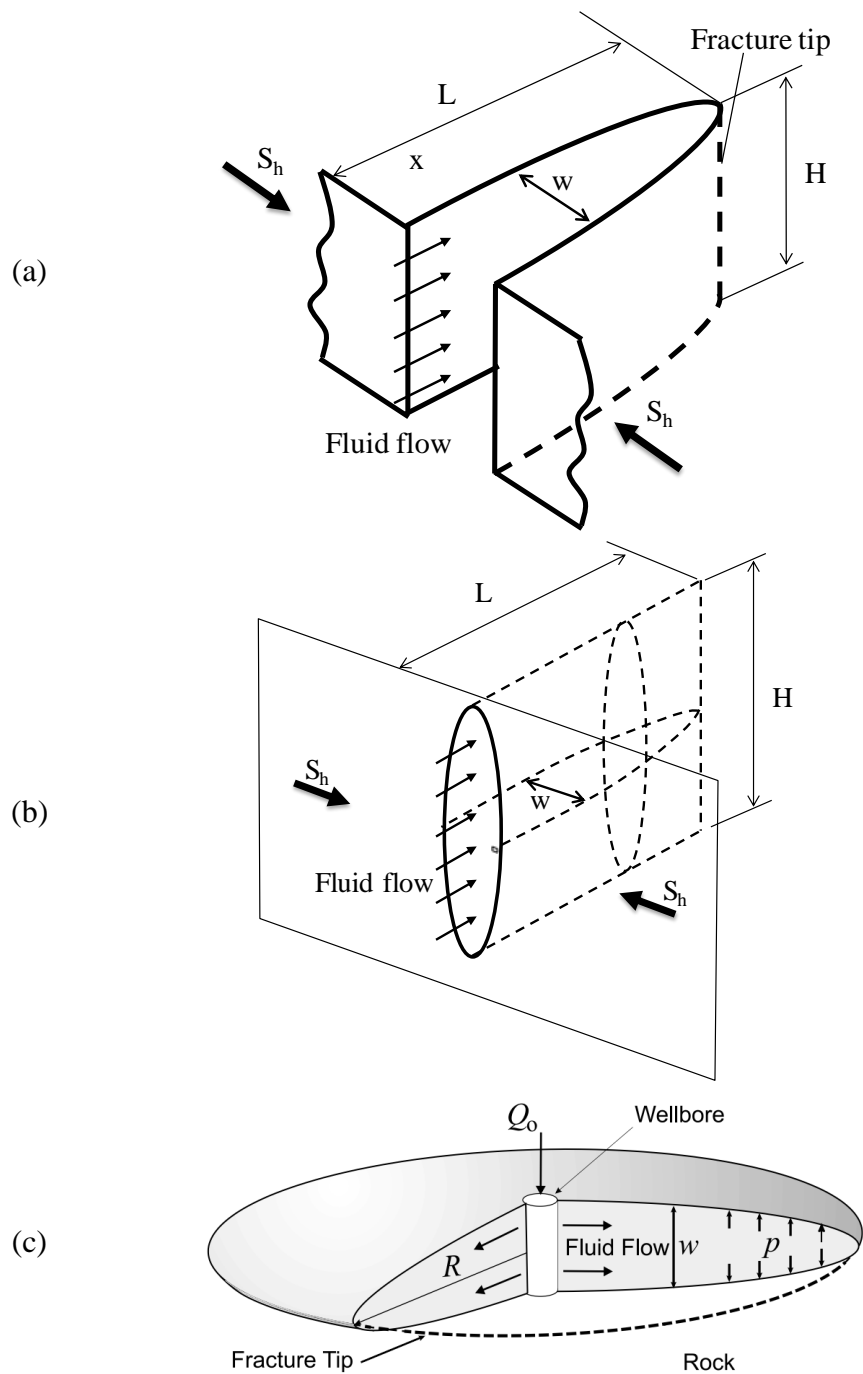 Fracture tip
L
x
S_h
w
H
(a)
S_h
Fluid flow
L
H
S_h
w
(b)
Fluid flow
S_h
Wellbore
Q_o
(c)
Fluid Flow
w
p
R
Fracture Tip
Rock